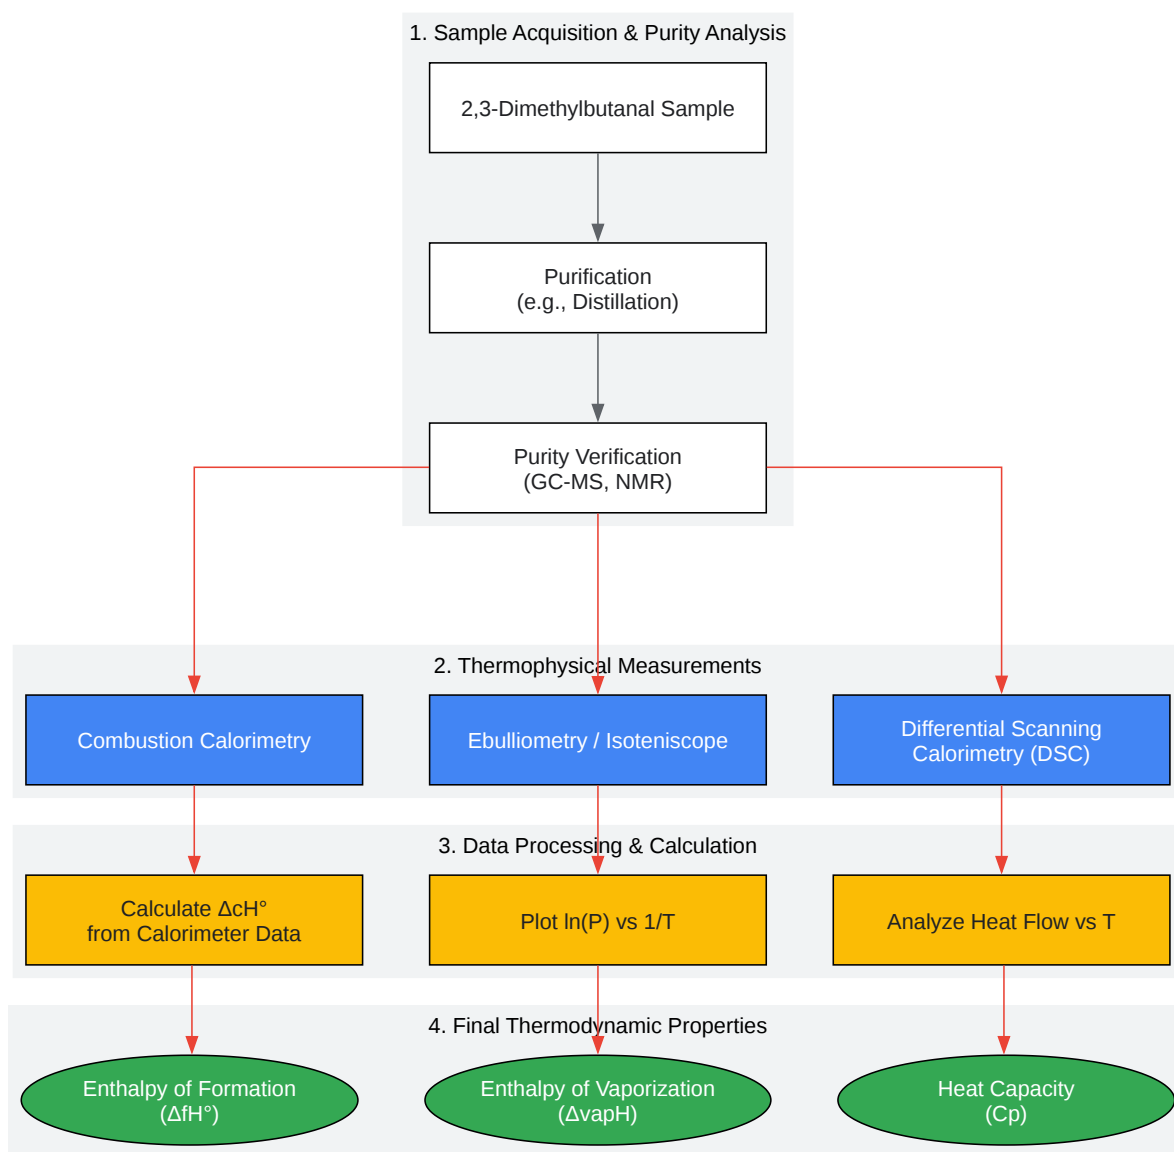 1. Sample Acquisition & Purity Analysis
2,3-Dimethylbutanal Sample
Purification
(e.g., Distillation)
Purity Verification
(GC-MS, NMR)
2. Thermophysical Measurements
Combustion Calorimetry
Ebulliometry / Isoteniscope
Differential Scanning
Calorimetry (DSC)
3. Data Processing & Calculation
Calculate ΔcH°
from Calorimeter Data
Plot ln(P) vs 1/T
Analyze Heat Flow vs T
4. Final Thermodynamic Properties
Enthalpy of Formation
(ΔfH°)
Enthalpy of Vaporization
(ΔvapH)
Heat Capacity
(Cp)